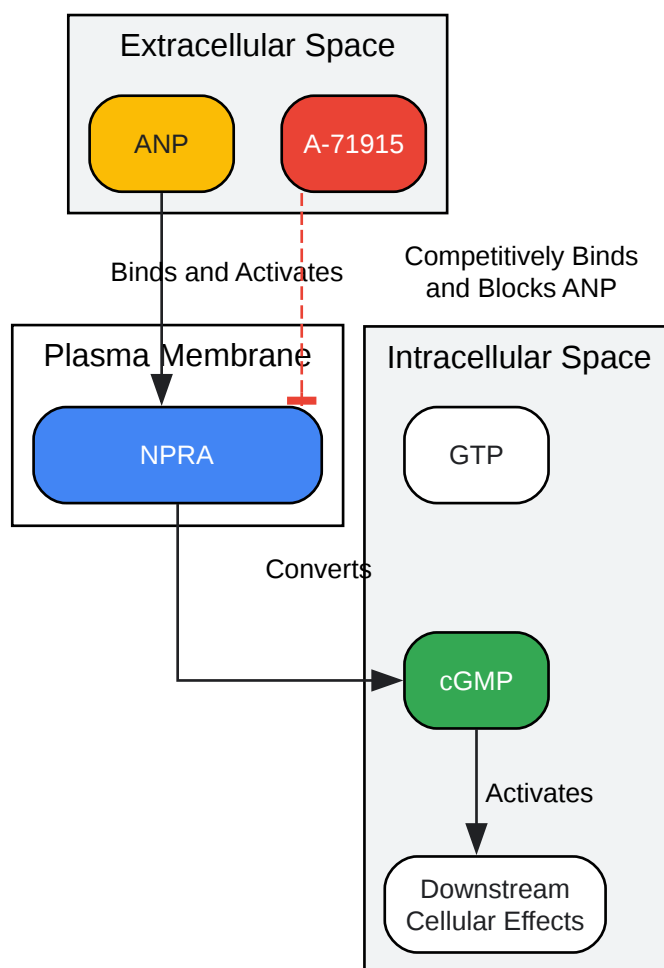 Extracellular Space
ANP
A-71915
Binds and Activates
Competitively Binds
and Blocks ANP
Plasma Membrane
Intracellular Space
NPRA
GTP
Converts
cGMP
Activates
Downstream
Cellular Effects